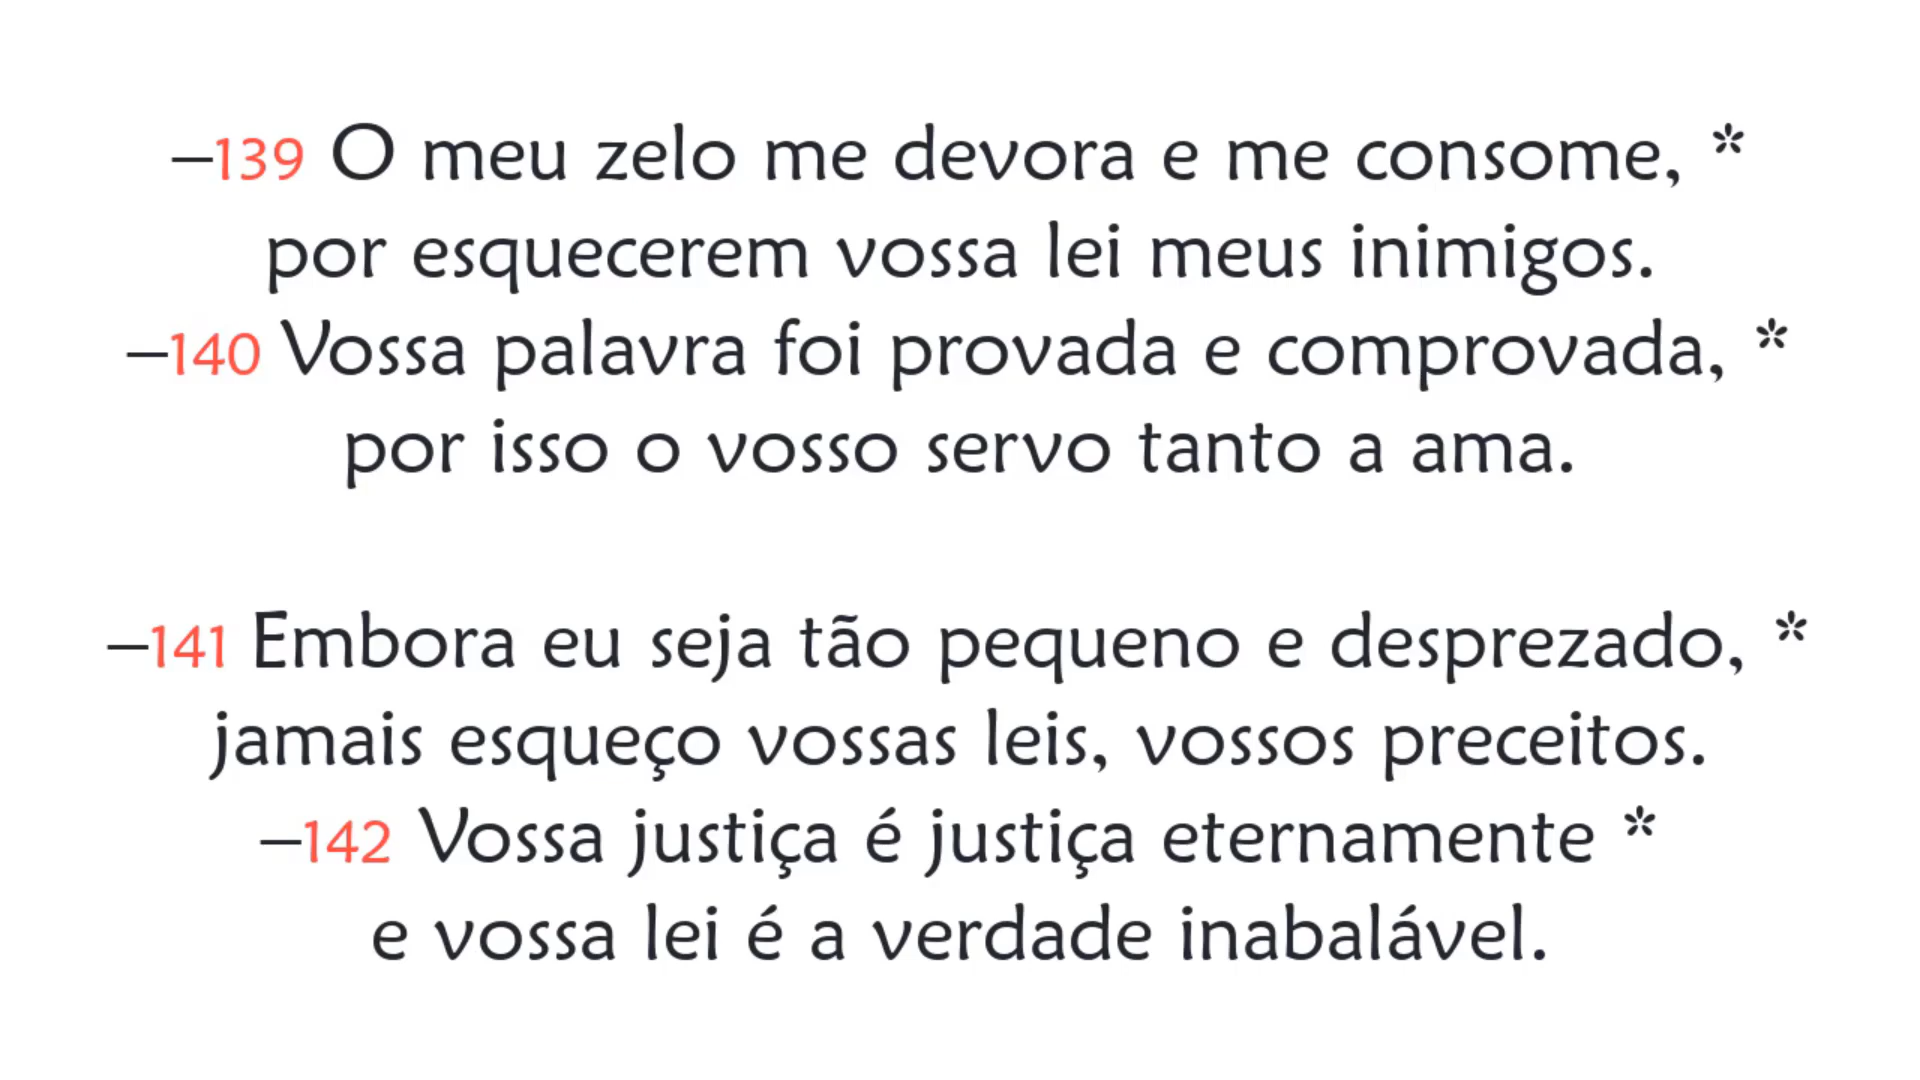 –139 O meu zelo me devora e me consome, *
por esquecerem vossa lei meus inimigos.
–140 Vossa palavra foi provada e comprovada, *
por isso o vosso servo tanto a ama.
–141 Embora eu seja tão pequeno e desprezado, *
jamais esqueço vossas leis, vossos preceitos.
–142 Vossa justiça é justiça eternamente *
e vossa lei é a verdade inabalável.